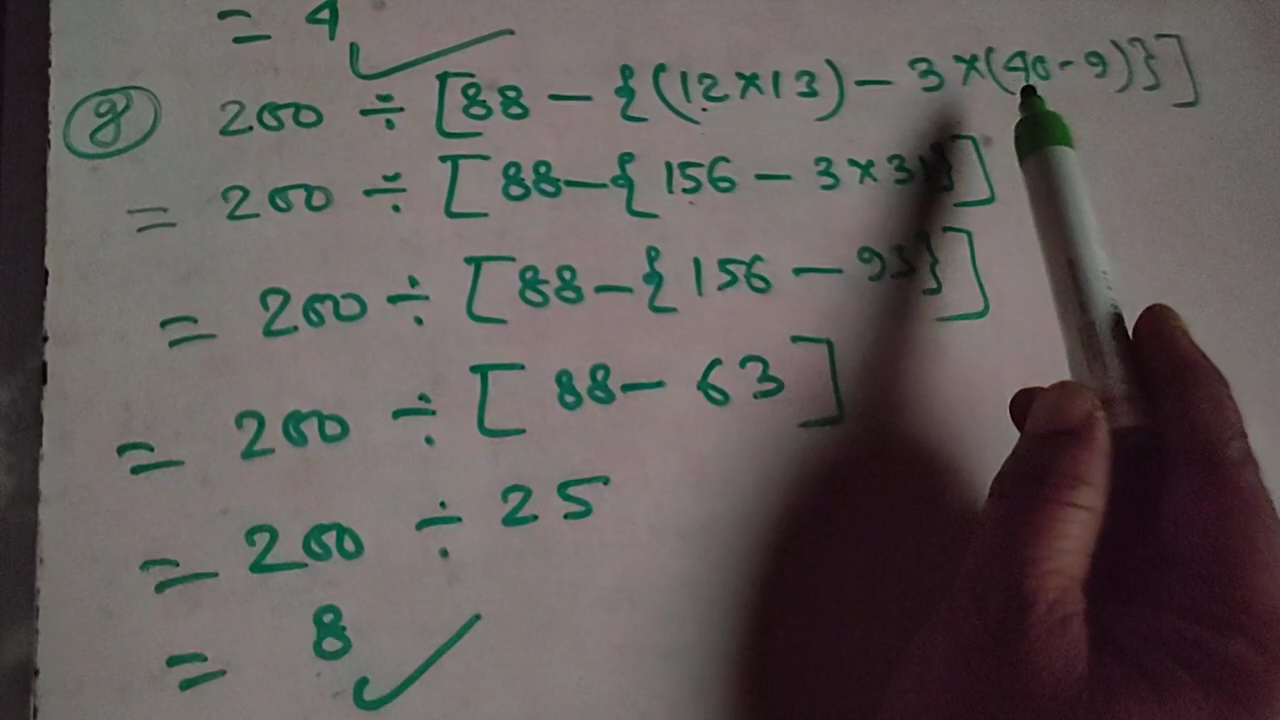 = 4
g 200 ÷ [88 - {(12×13) - 3×(40-9)}]
= 200 ÷ [88-{156 - 3×31}]
= 200 ÷ [88-{156 - 93}]
= 200 ÷ [88 - 63]
= 200 ÷ 25
= 8